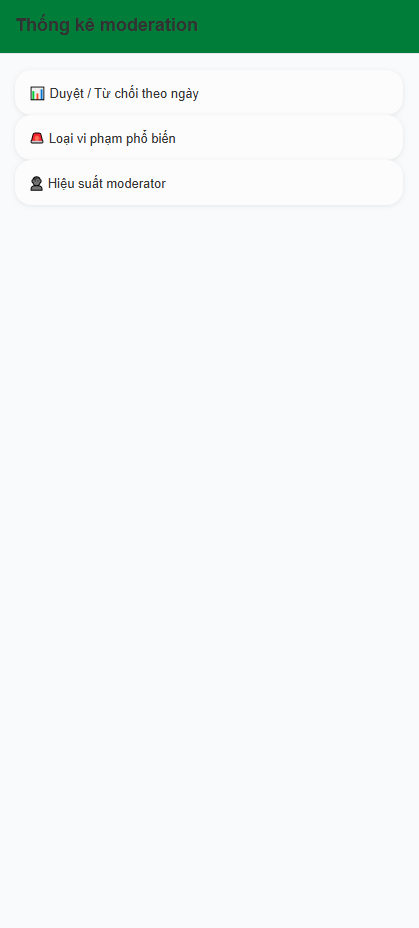 Thống kê moderation
📊 Duyệt / Từ chối theo ngày
🚨 Loại vi phạm phổ biến
👤 Hiệu suất moderator